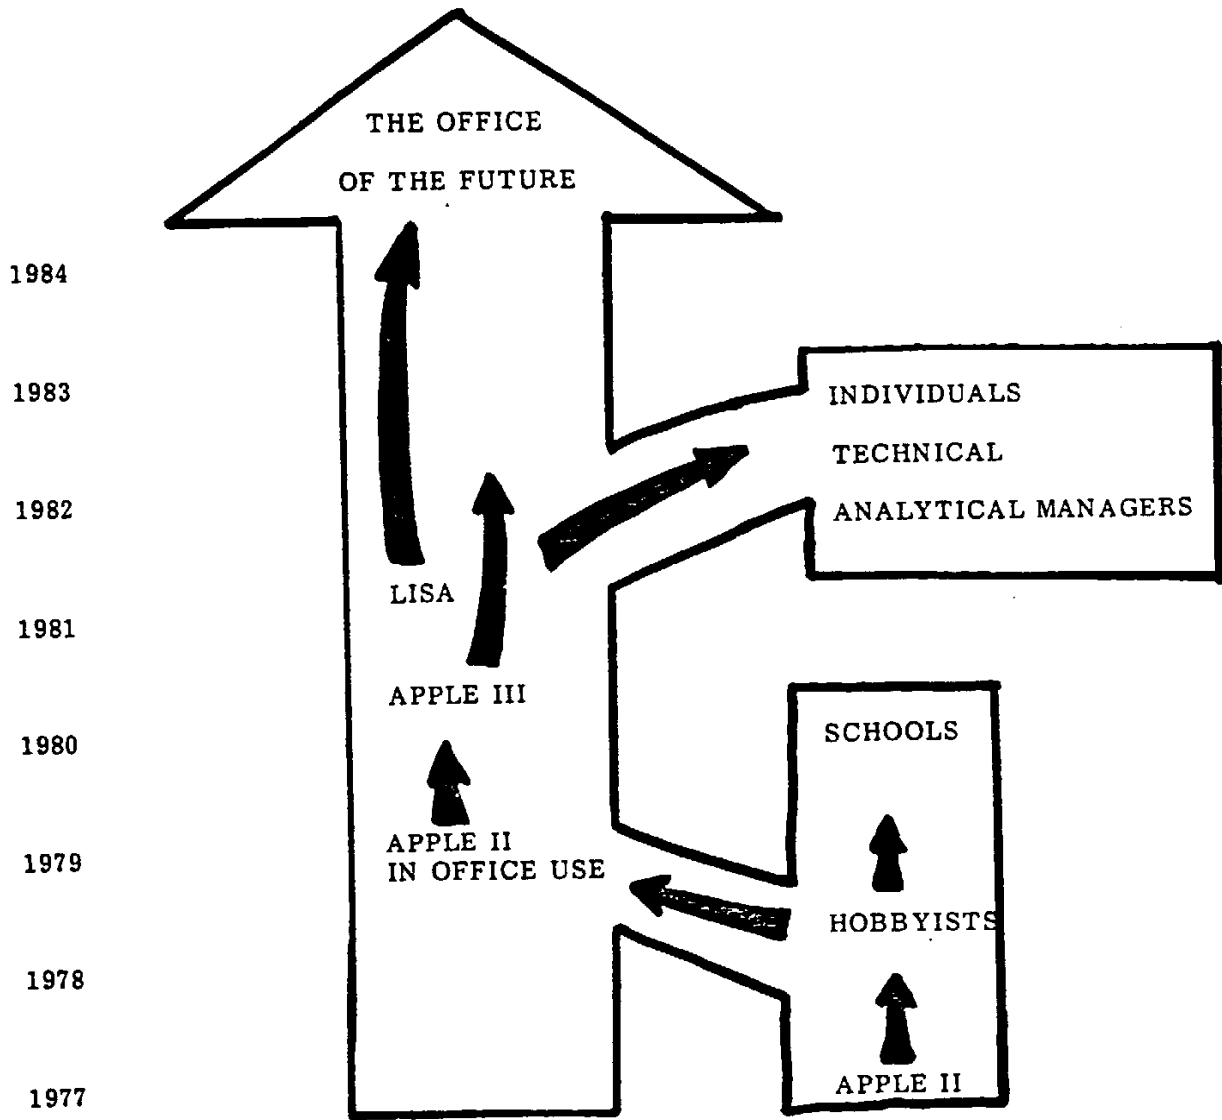 THE OFFICE
OF THE FUTURE
1984
1983
INDIVIDUALS
TECHNICAL
1982
ANALYTICAL MANAGERS
LISA
1981
APPLE III
1980
SCHOOLS
APPLE II
IN OFFICE USE
1979
HOBBYISTS
1978
APPLE II
1977